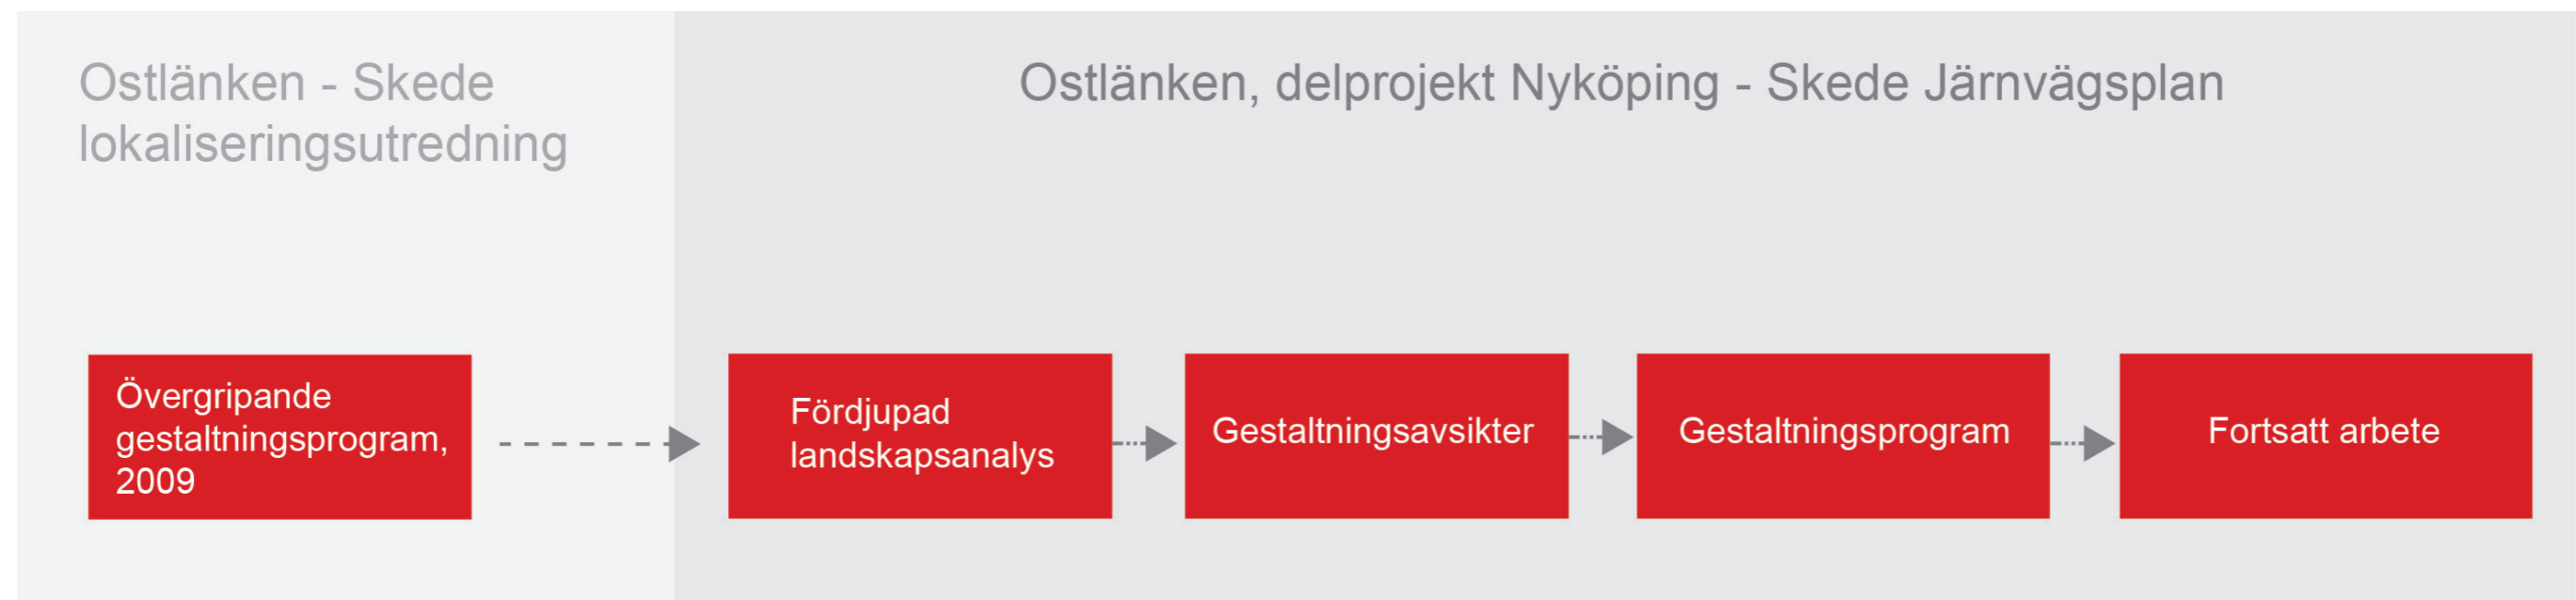 Ostlänken - Skede
lokaliseringsutredning
Ostlänken, delprojekt Nyköping - Skede Järnvägsplan
Övergripande
gestaltningsprogram,
2009
Fördjupad
landskapsanalys
Gestaltningsavsikter
Gestaltningsprogram
Fortsatt arbete